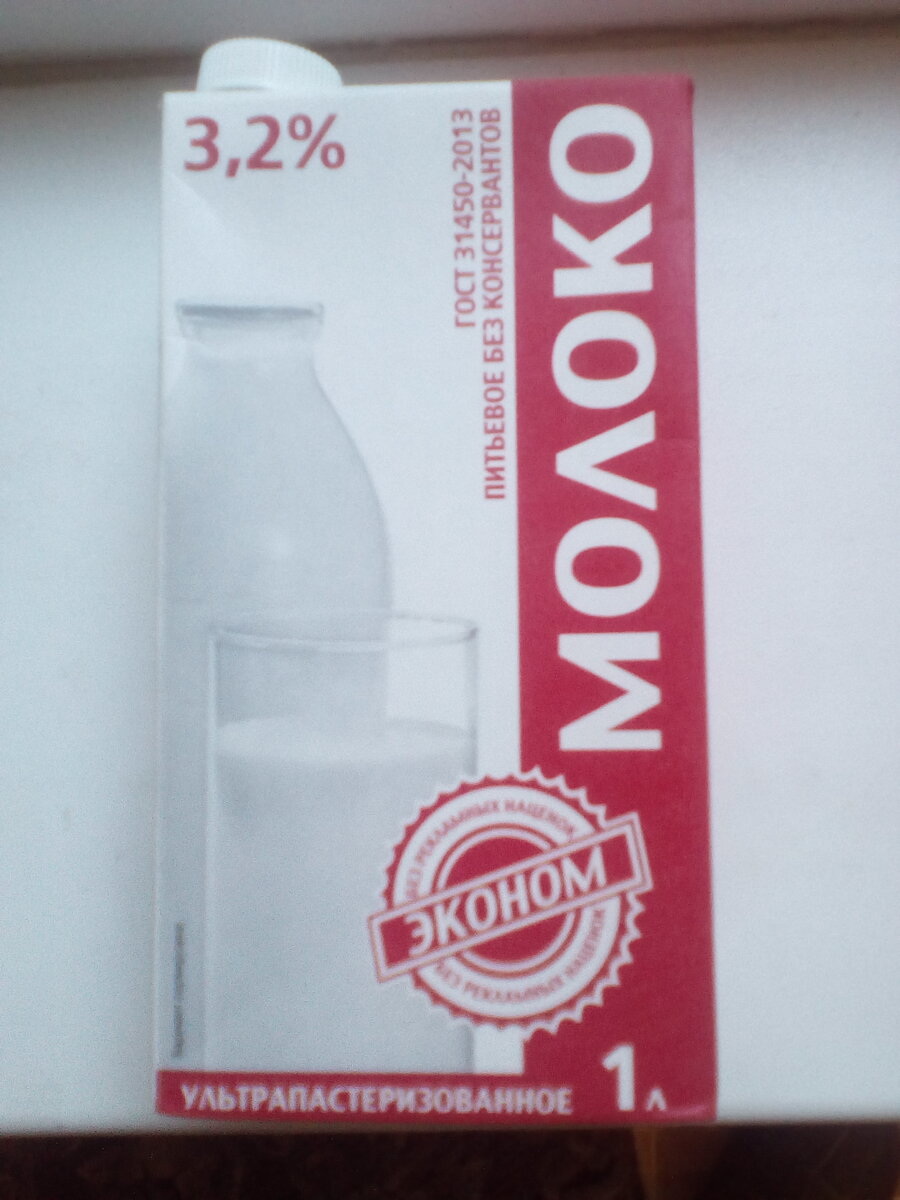 3,2%
ГОСТ 31450-2013
ПИТЬЕВОЕ БЕЗ КОНСЕРВАНТОВ
МОЛОКО
БЕЗ РЕКЛАМНЫХ НАЦЕНОК
ЭКОНОМ
БЕЗ РЕКЛАМНЫХ НАЦЕНОК
УЛЬТРАПАСТЕРИЗОВАННОЕ
1 л